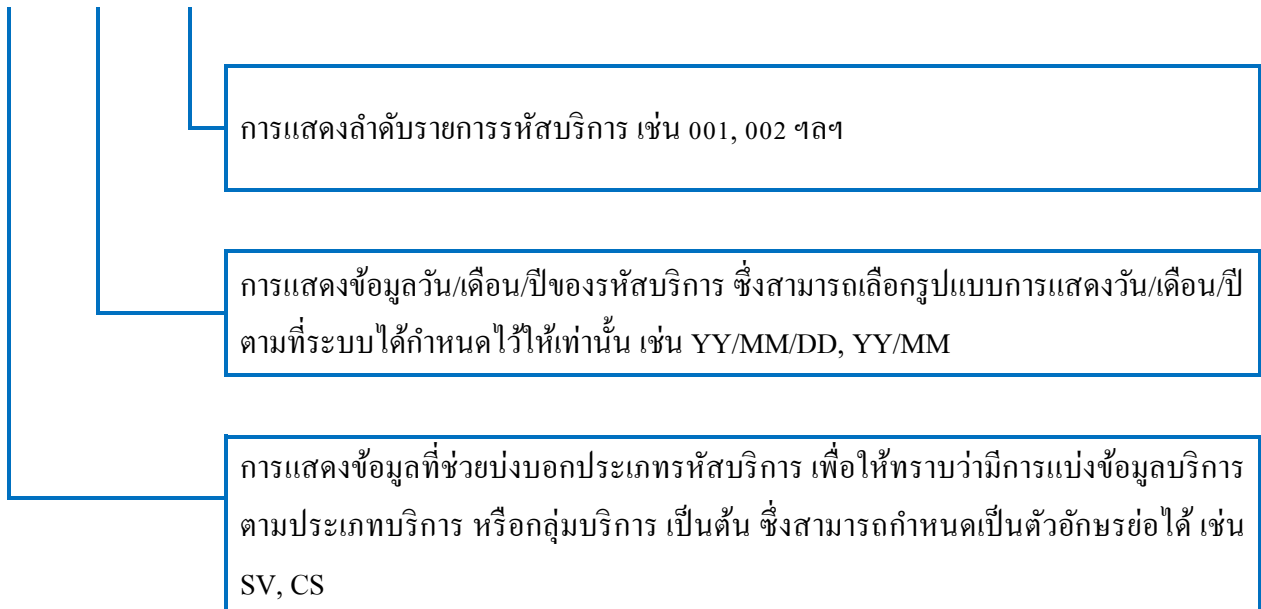 การแสดงลำดับรายการรหัสบริการ เช่น 001, 002 ฯลฯ
การแสดงข้อมูลวัน/เดือน/ปีของรหัสบริการ ซึ่งสามารถเลือกรูปแบบการแสดงวัน/เดือน/ปี
ตามที่ระบบได้กำหนดไว้ให้เท่านั้น เช่น YY/MM/DD, YY/MM
การแสดงข้อมูลที่ช่วยบ่งบอกประเภทรหัสบริการ เพื่อให้ทราบว่ามีการแบ่งข้อมูลบริการ
ตามประเภทบริการ หรือกลุ่มบริการ เป็นต้น ซึ่งสามารถกำหนดเป็นตัวอักษรย่อได้ เช่น
SV, CS